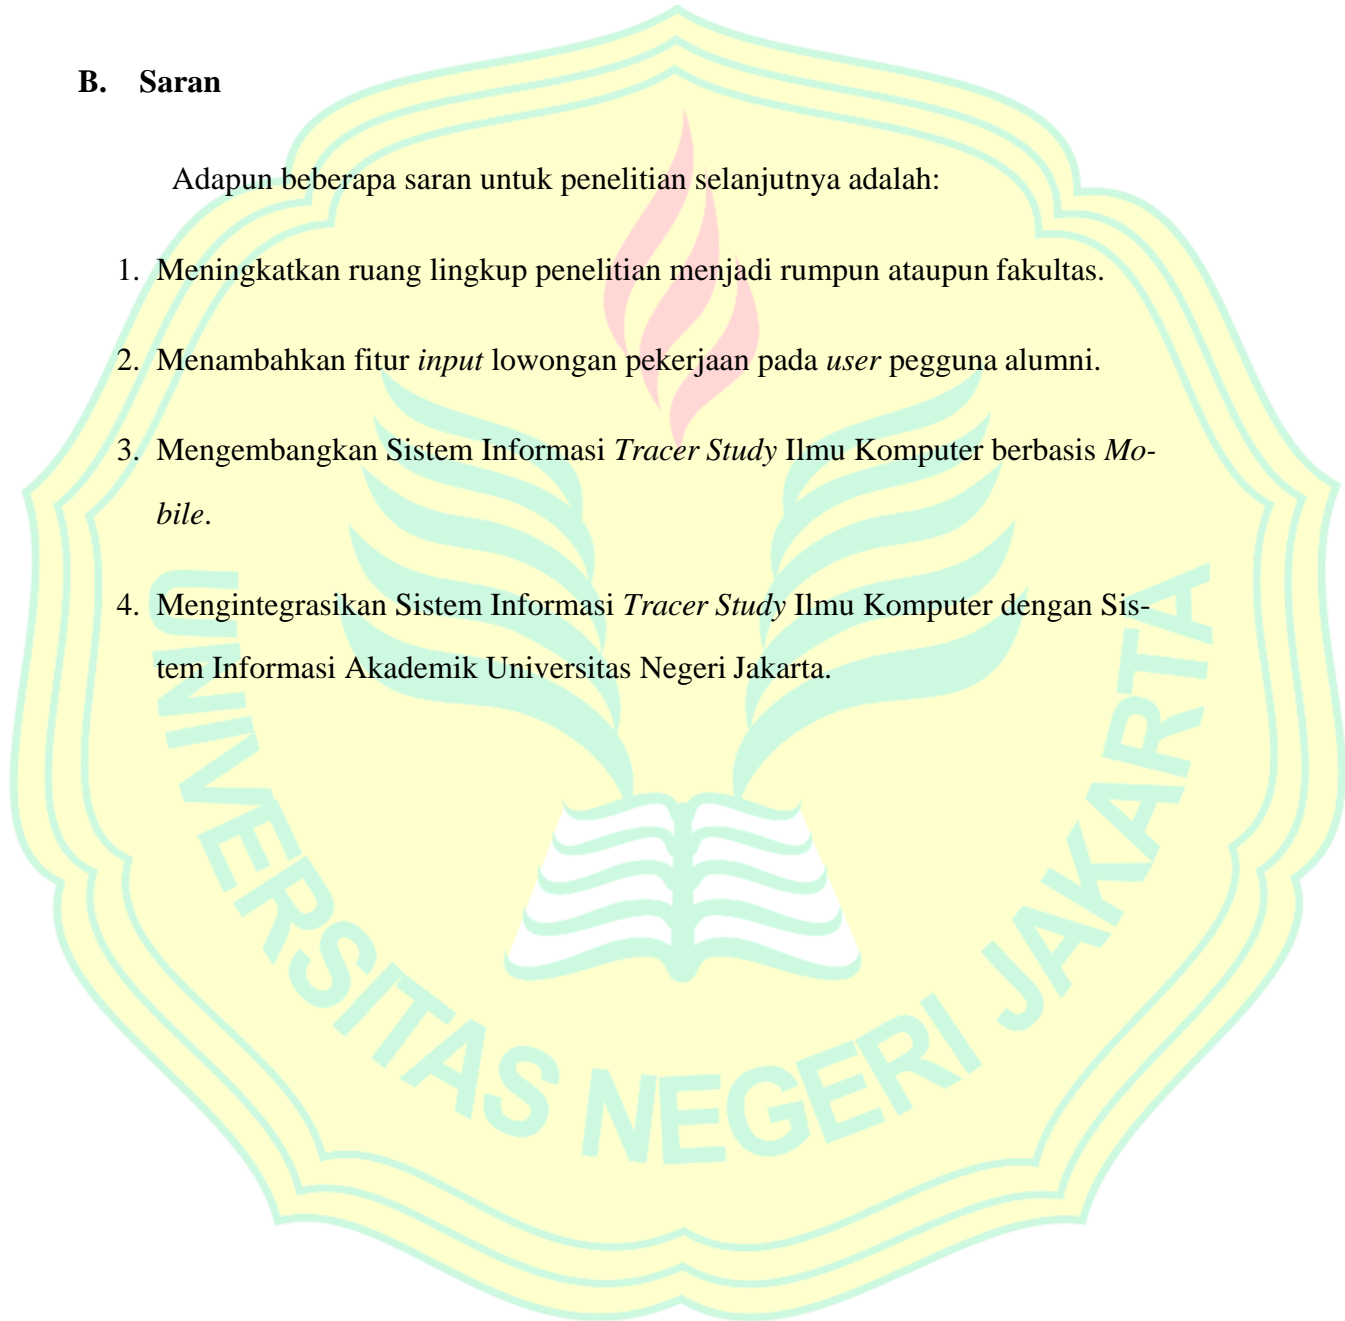 B. Saran
Adapun beberapa saran untuk penelitian selanjutnya adalah:
1. Meningkatkan ruang lingkup penelitian menjadi rumpun ataupun fakultas.
2. Menambahkan fitur input lowongan pekerjaan pada user pegguna alumni.
3. Mengembangkan Sistem Informasi Tracer Study Ilmu Komputer berbasis Mo-
bile.
4. Mengintegrasikan Sistem Informasi Tracer Study Ilmu Komputer dengan Sis-
tem Informasi Akademik Universitas Negeri Jakarta.
UNIVERSITAS NEGERI JAKARTA